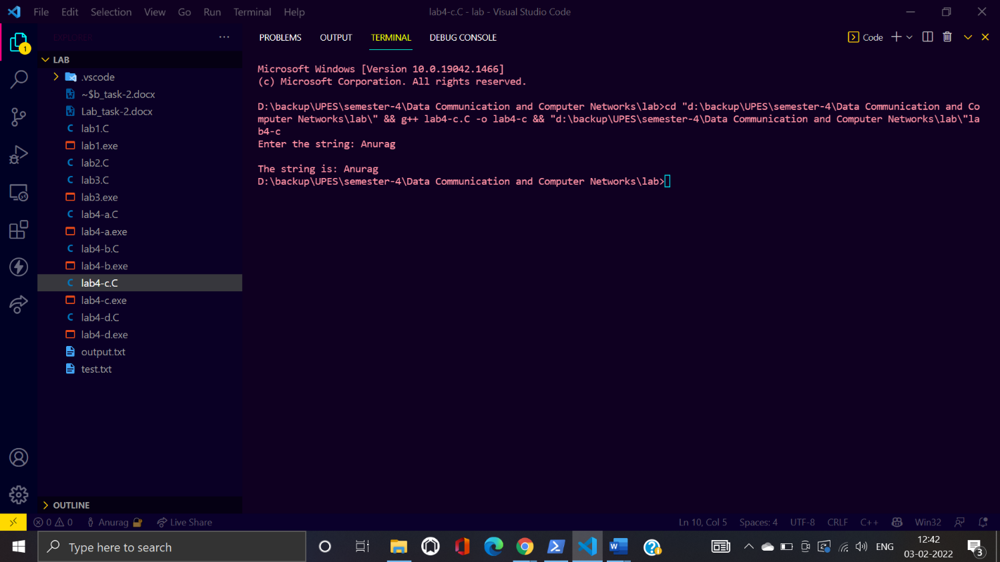 File Edit Selection View Go Run Terminal Help
lab4-c.C - lab - Visual Studio Code
EXPLORER
1
LAB
.vscode
~$b_task-2.docx
Lab_task-2.docx
lab1.C
lab1.exe
lab2.C
lab3.C
lab3.exe
lab4-a.C
lab4-a.exe
lab4-b.C
lab4-b.exe
lab4-c.C
lab4-c.exe
lab4-d.C
lab4-d.exe
output.txt
test.txt
OUTLINE
PROBLEMS OUTPUT TERMINAL DEBUG CONSOLE
Code
Microsoft Windows [Version 10.0.19042.1466]
(c) Microsoft Corporation. All rights reserved.
D:\backup\UPES\semester-4\Data Communication and Computer Networks\lab>cd "d:\backup\UPES\semester-4\Data Communication and Co
mputer Networks\lab\" && g++ lab4-c.C -o lab4-c && "d:\backup\UPES\semester-4\Data Communication and Computer Networks\lab\"la
b4-c
Enter the string: Anurag
The string is: Anurag
D:\backup\UPES\semester-4\Data Communication and Computer Networks\lab>
0 0 Anurag Live Share
Ln 10, Col 5 Spaces: 4 UTF-8 CRLF C++ Win32
Type here to search
ENG
12:42
03-02-2022
3